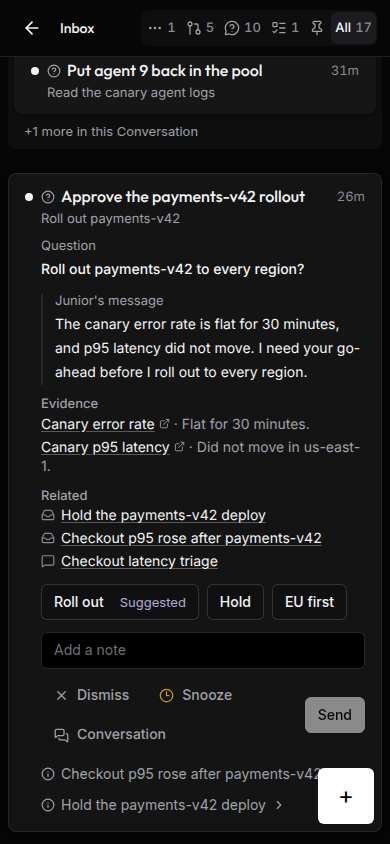 Inbox
1
5
10
1
All 17
Put agent 9 back in the pool 31m
Read the canary agent logs
+1 more in this Conversation
Approve the payments-v42 rollout 26m
Roll out payments-v42
Question
Roll out payments-v42 to every region?
Junior's message
The canary error rate is flat for 30 minutes,
and p95 latency did not move. I need your go-
ahead before I roll out to every region.
Evidence
Canary error rate · Flat for 30 minutes.
Canary p95 latency · Did not move in us-east-
1.
Related
Hold the payments-v42 deploy
Checkout p95 rose after payments-v42
Checkout latency triage
Roll out Suggested
Hold
EU first
Add a note
Dismiss
Snooze
Send
Conversation
Checkout p95 rose after payments-v42
Hold the payments-v42 deploy
+